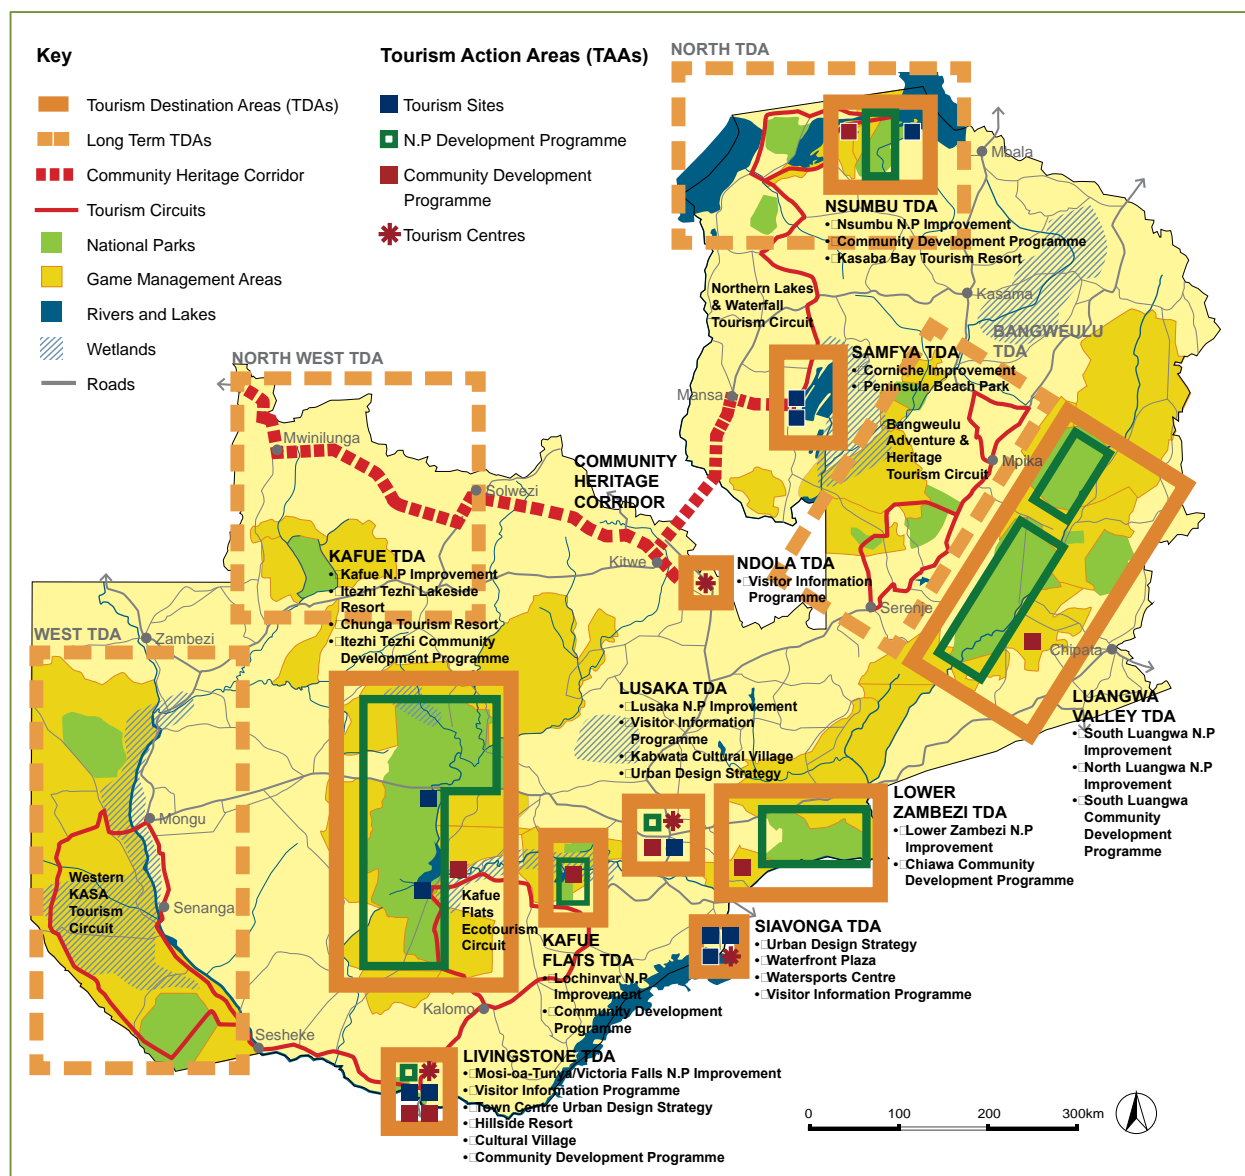 Key
Tourism Destination Areas (TDAs)
Long Term TDAs
Community Heritage Corridor
Tourism Circuits
National Parks
Game Management Areas
Rivers and Lakes
Wetlands
Roads
Tourism Action Areas (TAAs)
Tourism Sites
N.P Development Programme
Community Development
Programme
Tourism Centres
NORTH TDA
Mbala
NSUMBU TDA
• Nsumbu N.P Improvement
• Community Development Programme
• Kasaba Bay Tourism Resort
Northern Lakes
& Waterfall
Tourism Circuit
Kasama
BANGWEULU
TDA
SAMFYA TDA
• Corniche Improvement
• Peninsula Beach Park
Mansa
Bangweulu
Adventure &
Heritage
Tourism Circuit
Mpika
NORTH WEST TDA
Mwinilunga
Solwezi
COMMUNITY
HERITAGE
CORRIDOR
Kitwe
NDOLA TDA
• Visitor Information
Programme
Serenje
Chipata
KAFUE TDA
• Kafue N.P Improvement
• Itezhi Tezhi Lakeside
Resort
• Chunga Tourism Resort
• Itezhi Tezhi Community
Development Programme
WEST TDA
Zambezi
LUSAKA TDA
• Lusaka N.P Improvement
• Visitor Information
Programme
• Kabwata Cultural Village
• Urban Design Strategy
LUANGWA
VALLEY TDA
• South Luangwa N.P
Improvement
• North Luangwa N.P
Improvement
• South Luangwa
Community
Development
Programme
LOWER
ZAMBEZI TDA
• Lower Zambezi N.P
Improvement
• Chiawa Community
Development Programme
Mongu
Western
KASA
Tourism
Circuit
Senanga
Kafue
Flats
Ecotourism
Circuit
KAFUE
FLATS TDA
• Lochinvar N.P
Improvement
• Community Development
Programme
SIAVONGA TDA
• Urban Design Strategy
• Waterfront Plaza
• Watersports Centre
• Visitor Information Programme
Kalomo
Sesheke
LIVINGSTONE TDA
• Mosi-oa-Tunya/Victoria Falls N.P Improvement
• Visitor Information Programme
• Town Centre Urban Design Strategy
• Hillside Resort
• Cultural Village
• Community Development Programme
0 100 200 300km